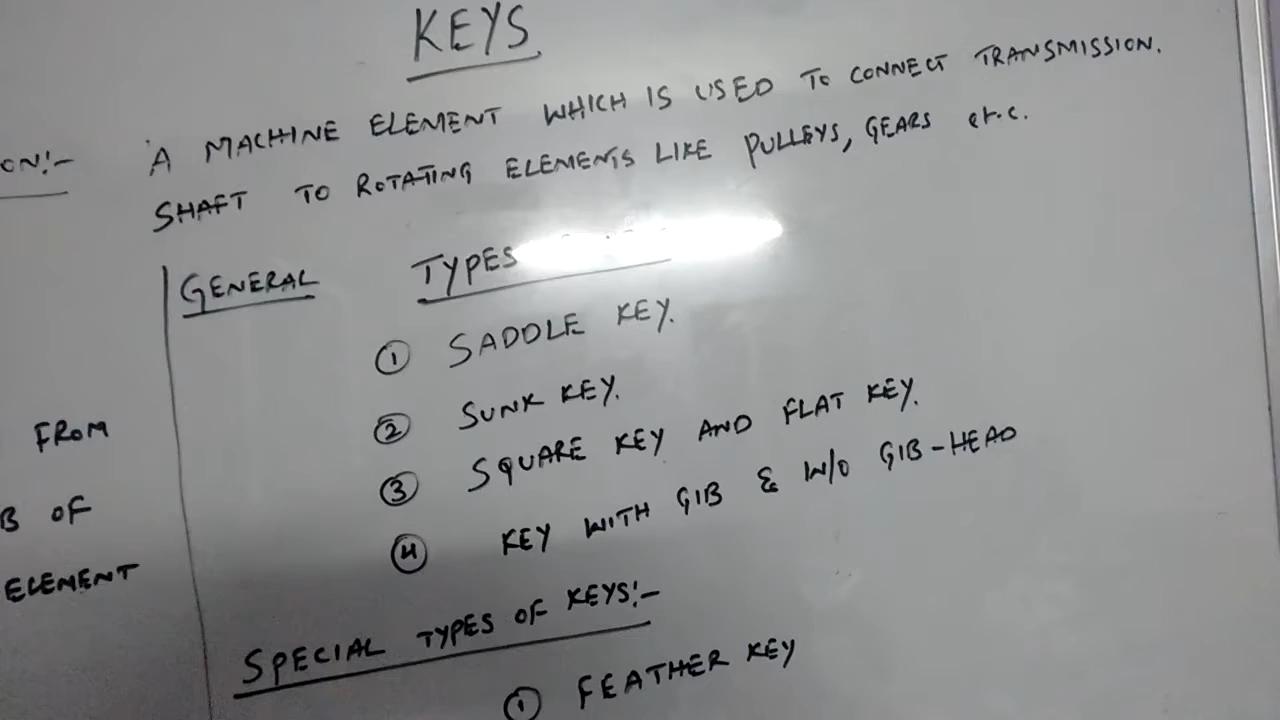 KEYS
ON:- A MACHINE ELEMENT WHICH IS USED TO CONNECT TRANSMISSION.
SHAFT TO ROTATING ELEMENTS LIKE PULLEYS, GEARS etc.
GENERAL TYPES
① SADDLE KEY.
② SUNK KEY.
③ SQUARE KEY AND FLAT KEY.
④ KEY WITH GIB & W/O GIB-HEAD
FROM
B OF
ELEMENT
SPECIAL TYPES OF KEYS:-
① FEATHER KEY